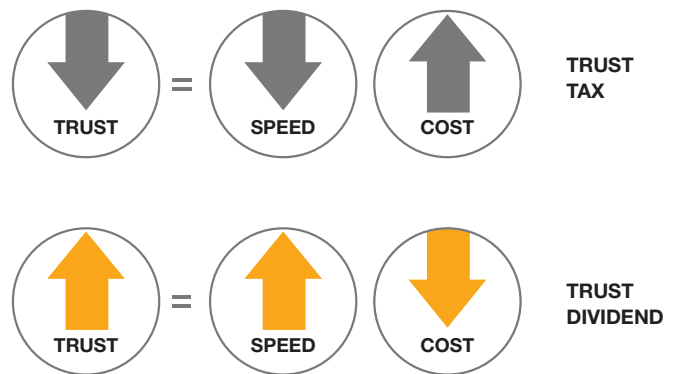 TRUST = SPEED COST TRUST TAX
TRUST = SPEED COST TRUST DIVIDEND